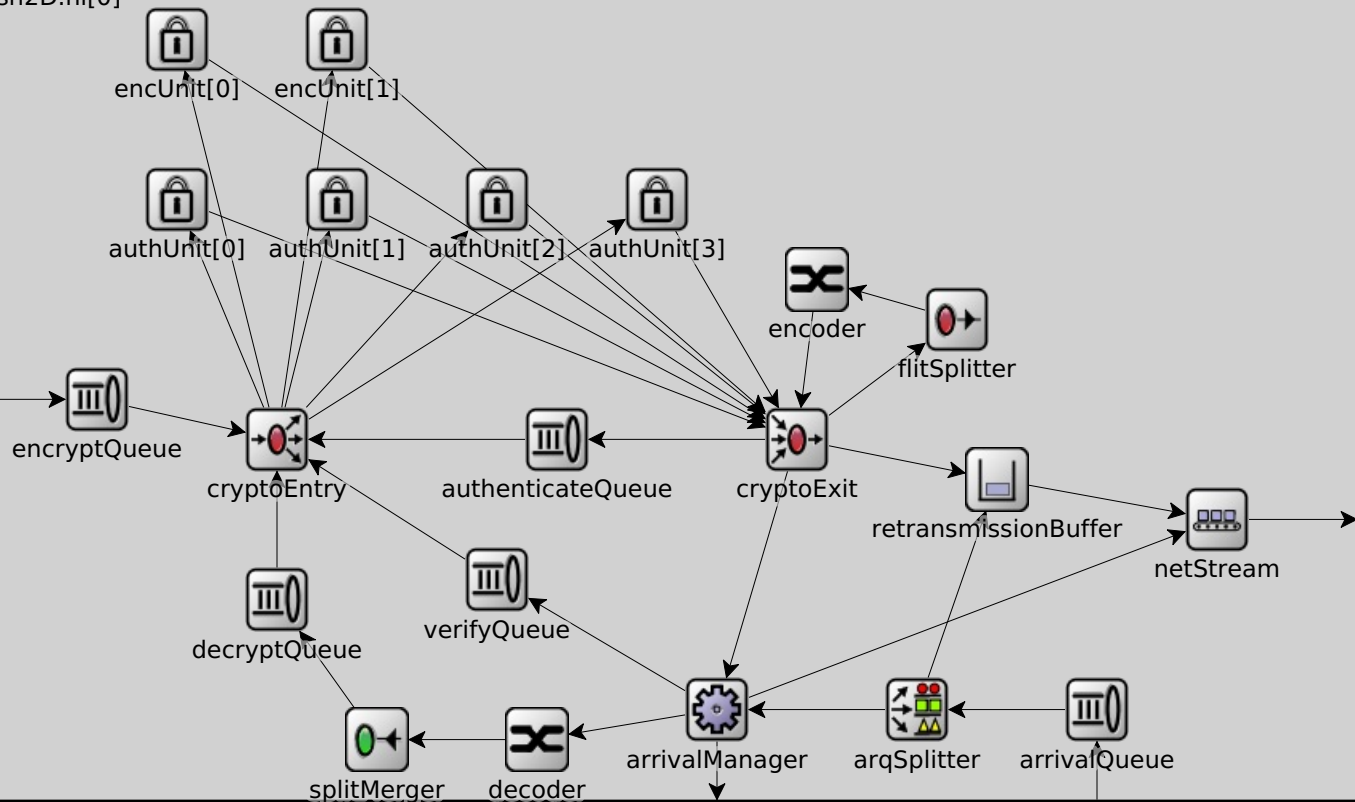 encUnit[0]
encUnit[1]
authUnit[0]
authUnit[1]
authUnit[2]
authUnit[3]
encoder
flitSplitter
encryptQueue
cryptoEntry
authenticateQueue
cryptoExit
retransmissionBuffer
netStream
decryptQueue
verifyQueue
arrivalManager
arqSplitter
arrivalQueue
splitMerger
decoder